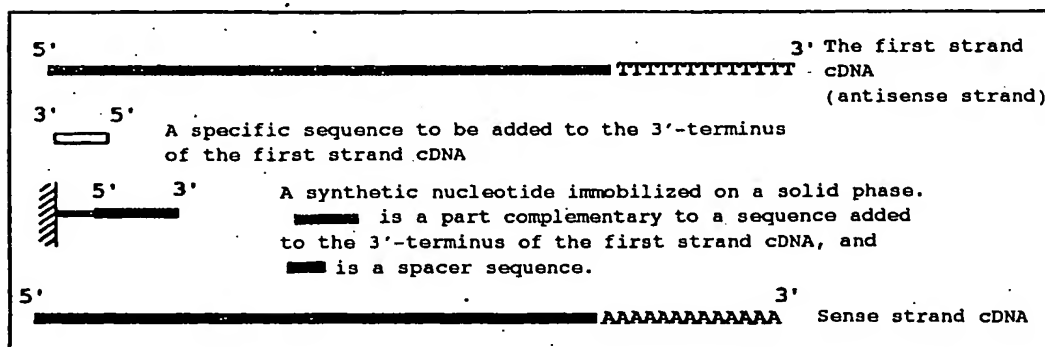 5' 3' The first strand
cDNA
TTTTTTTTTTTTT
(antisense strand)
3' 5' A specific sequence to be added to the 3'-terminus
of the first strand cDNA
5' 3' A synthetic nucleotide immobilized on a solid phase.
is a part complementary to a sequence added
to the 3'-terminus of the first strand cDNA, and
is a spacer sequence.
5' 3'
AAAAAAAAAAAAA Sense strand cDNA